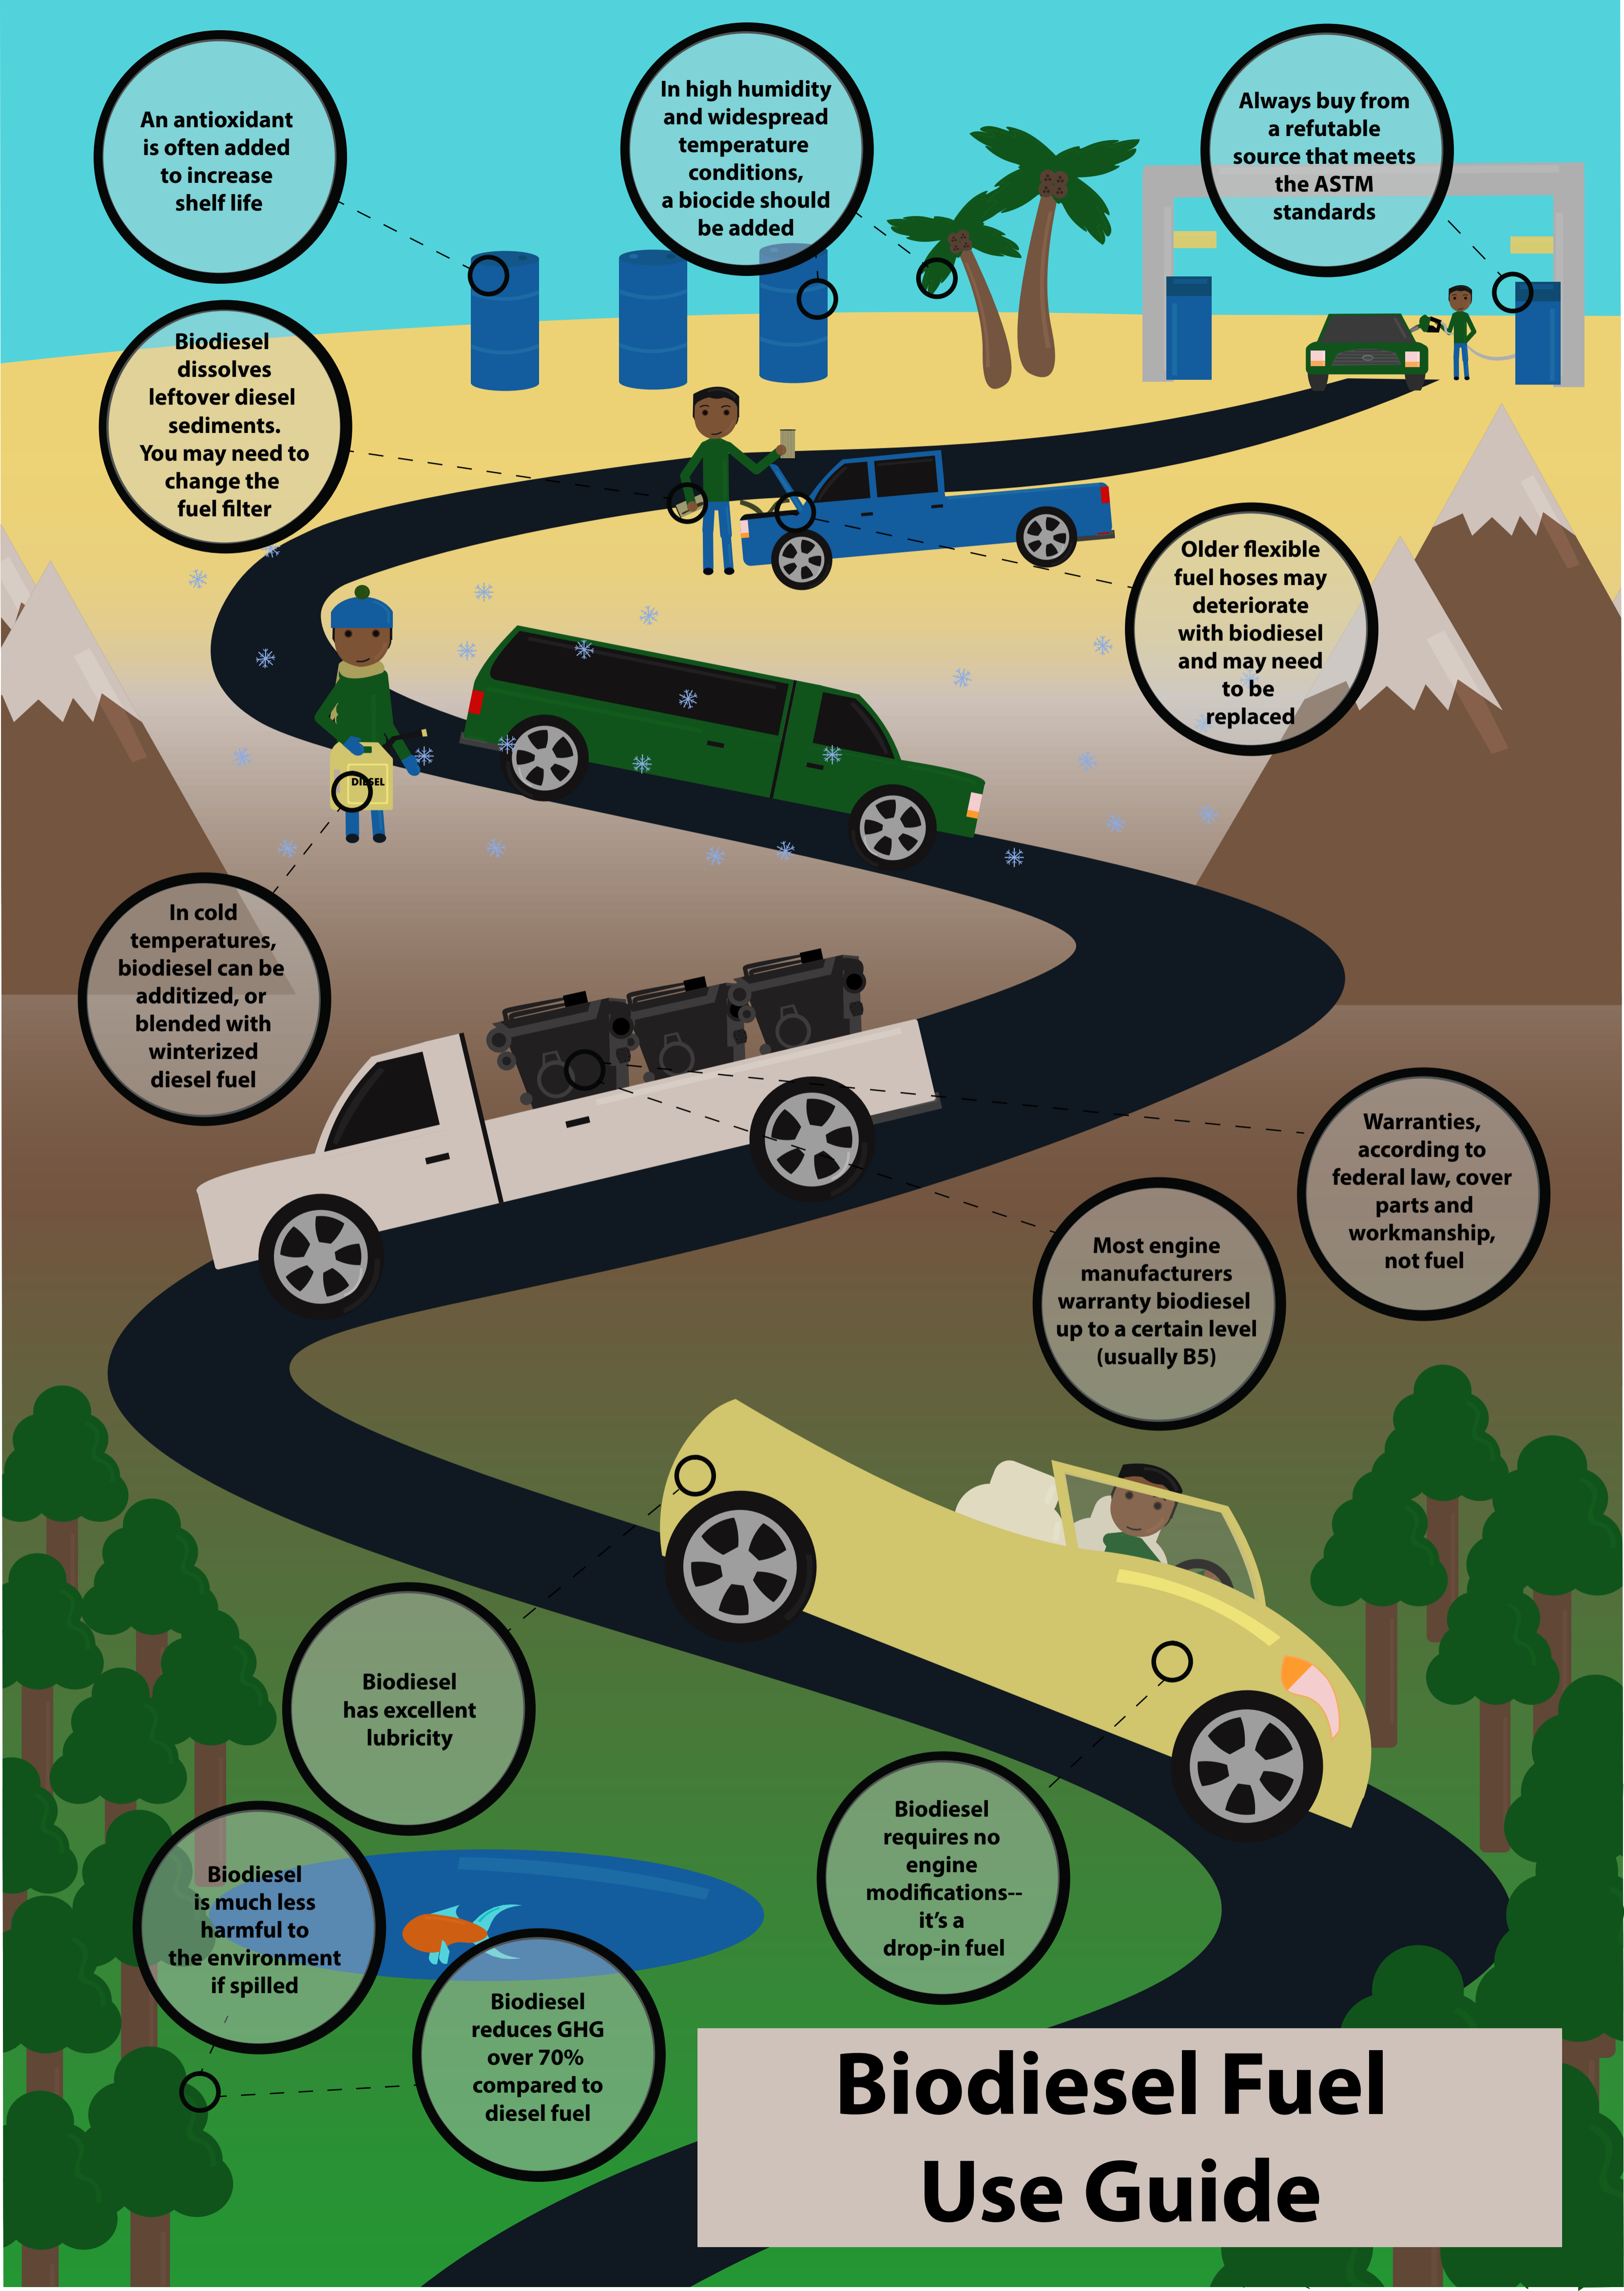 An antioxidant
is often added
to increase
shelf life
In high humidity
and widespread
temperature
conditions,
a biocide should
be added
Always buy from
a refutable
source that meets
the ASTM
standards
Biodiesel
dissolves
leftover diesel
sediments.
You may need to
change the
fuel filter
Older flexible
fuel hoses may
deteriorate
with biodiesel
and may need
to be
replaced
DIESEL
In cold
temperatures,
biodiesel can be
additized, or
blended with
winterized
diesel fuel
Warranties,
according to
federal law, cover
parts and
workmanship,
not fuel
Most engine
manufacturers
warranty biodiesel
up to a certain level
(usually B5)
Biodiesel
has excellent
lubricity
Biodiesel
requires no
engine
modifications--
it's a
drop-in fuel
Biodiesel
is much less
harmful to
the environment
if spilled
Biodiesel
reduces GHG
over 70%
compared to
diesel fuel
Biodiesel Fuel
Use Guide